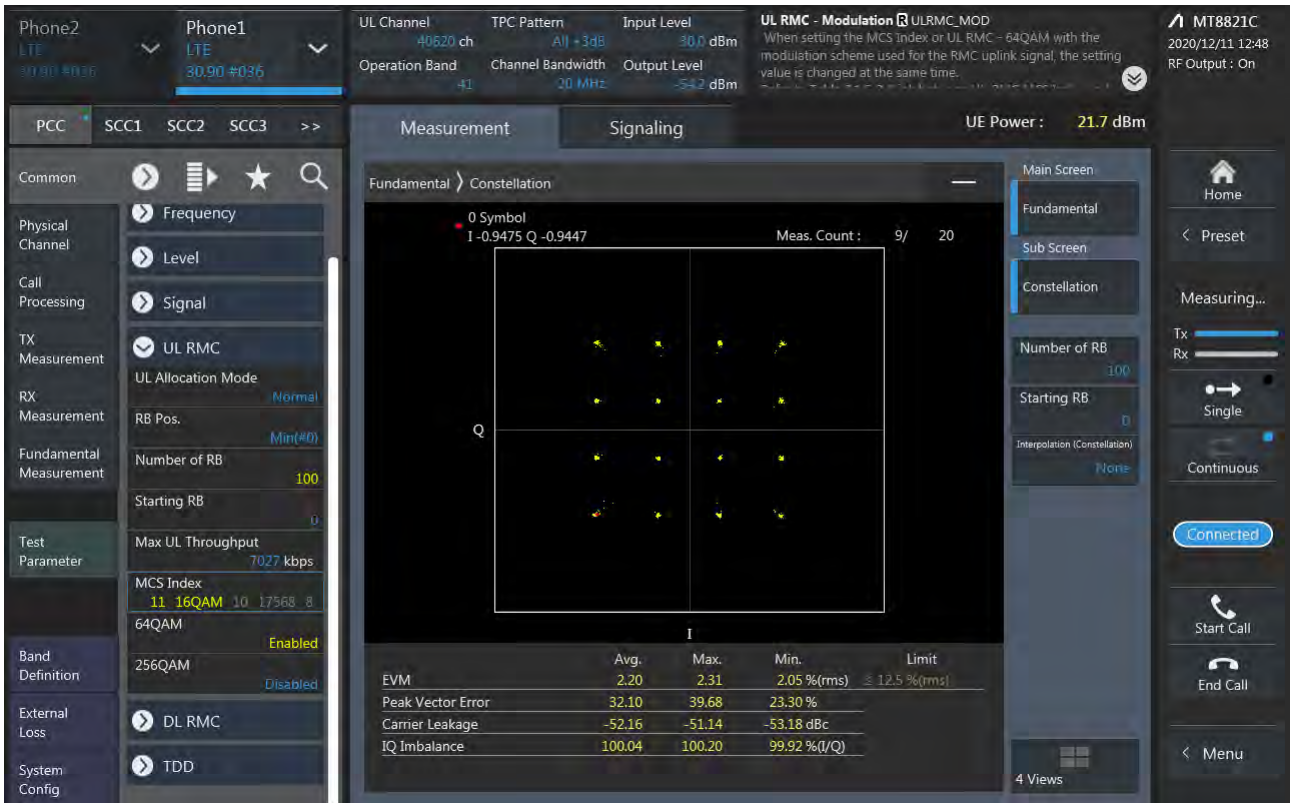 Phone2
LTE
30.90 #036
Phone1
LTE
30.90 #036
UL Channel
40620 ch
TPC Pattern
All +3dB
Input Level
30.0 dBm
Operation Band
41
Channel Bandwidth
20 MHz
Output Level
-54.2 dBm
UL RMC - Modulation R ULRMC_MOD
When setting the MCS Index or UL RMC – 64QAM with the
modulation scheme used for the RMC uplink signal, the setting
value is changed at the same time.
MT8821C
2020/12/11 12:48
RF Output : On
PCC SCC1 SCC2 SCC3 >>
Measurement
Signaling
UE Power : 21.7 dBm
Common
Physical
Channel
Call
Processing
TX
Measurement
RX
Measurement
Fundamental
Measurement
Test
Parameter
Band
Definition
External
Loss
System
Config
Frequency
Level
Signal
UL RMC
UL Allocation Mode
Normal
RB Pos.
Min(#0)
Number of RB
100
Starting RB
0
Max UL Throughput
7027 kbps
MCS Index
11 16QAM 10 17568 8
64QAM
Enabled
256QAM
Disabled
DL RMC
TDD
Fundamental 〉Constellation
0 Symbol
I -0.9475 Q -0.9447
Meas. Count : 9/ 20
Q
I
Avg. Max. Min. Limit
EVM 2.20 2.31 2.05 %(rms) ≦ 12.5 %(rms)
Peak Vector Error 32.10 39.68 23.30 %
Carrier Leakage -52.16 -51.14 -53.18 dBc
IQ Imbalance 100.04 100.20 99.92 %(I/Q)
Main Screen
Fundamental
Sub Screen
Constellation
Number of RB
100
Starting RB
0
Interpolation (Constellation)
None
4 Views
Home
< Preset
Measuring...
Tx
Rx
Single
Continuous
Connected
Start Call
End Call
< Menu